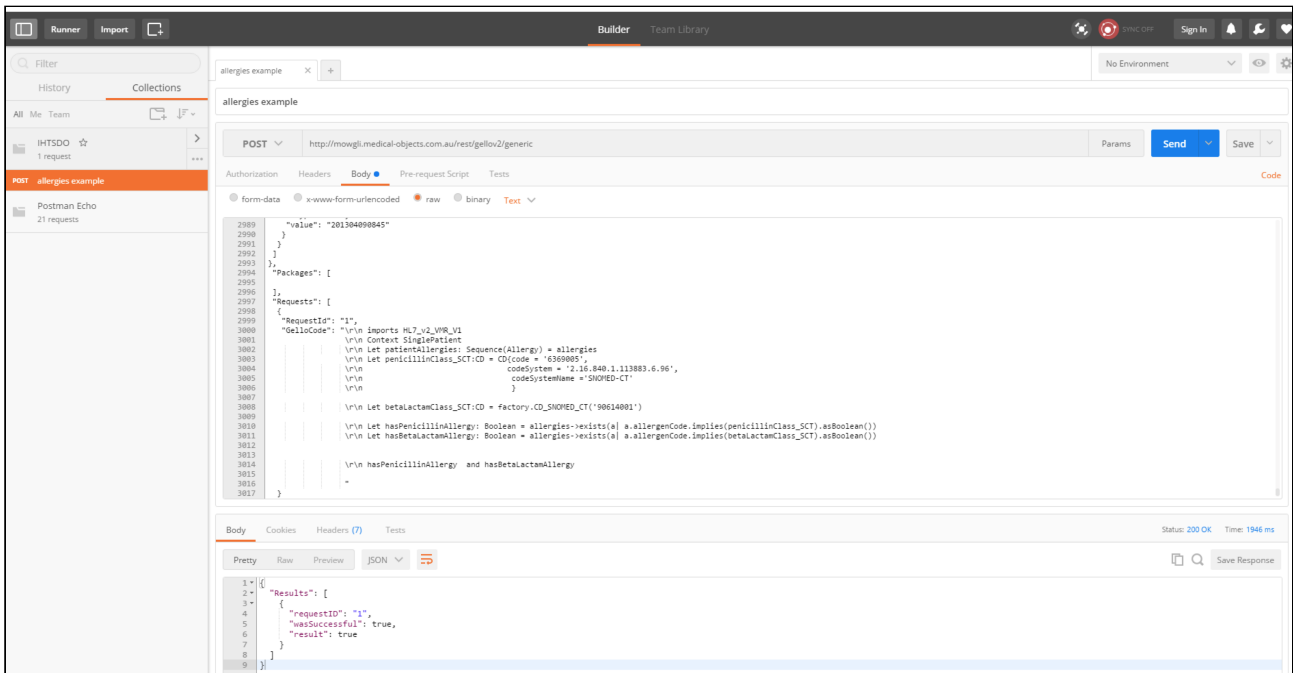 Runner Import Builder Team Library SYNC OFF Sign In
Filter
History Collections
All Me Team
IHTSDO
1 request
POST allergies example
Postman Echo
21 requests
allergies example
No Environment
allergies example
POST http://mowgli.medical-objects.com.au/rest/gellov2/generic Params Send Save
Authorization Headers Body Pre-request Script Tests Code
form-data x-www-form-urlencoded raw binary Text
2989 "value": "201304090845"
2990 }
2991 }
2992 ]
2993 },
2994 "Packages": [
2995
2996 ],
2997 "Requests": [
2998 {
2999 "RequestId": "1",
3000 "GelloCode": "\r\n imports HL7_v2_VMR_V1
3001 \r\n Context SinglePatient
3002 \r\n Let patientAllergies: Sequence(Allergy) = allergies
3003 \r\n Let penicillinClass_SCT:CD = CD{code = '6369005',
3004 \r\n codeSystem = '2.16.840.1.113883.6.96',
3005 \r\n codeSystemName ='SNOMED-CT'
3006 \r\n }
3007
3008 \r\n Let betaLactamClass_SCT:CD = factory.CD_SNOMED_CT('90614001')
3009
3010 \r\n Let hasPenicillinAllergy: Boolean = allergies->exists(a| a.allergenCode.implies(penicillinClass_SCT).asBoolean())
3011 \r\n Let hasBetaLactamAllergy: Boolean = allergies->exists(a| a.allergenCode.implies(betaLactamClass_SCT).asBoolean())
3012
3013
3014 \r\n hasPenicillinAllergy and hasBetaLactamAllergy
3015
3016 "
3017 }
Body Cookies Headers (7) Tests Status: 200 OK Time: 1946 ms
Pretty Raw Preview JSON Save Response
1 {
2 "Results": [
3 {
4 "requestID": "1",
5 "wasSuccessful": true,
6 "result": true
7 }
8 ]
9 }